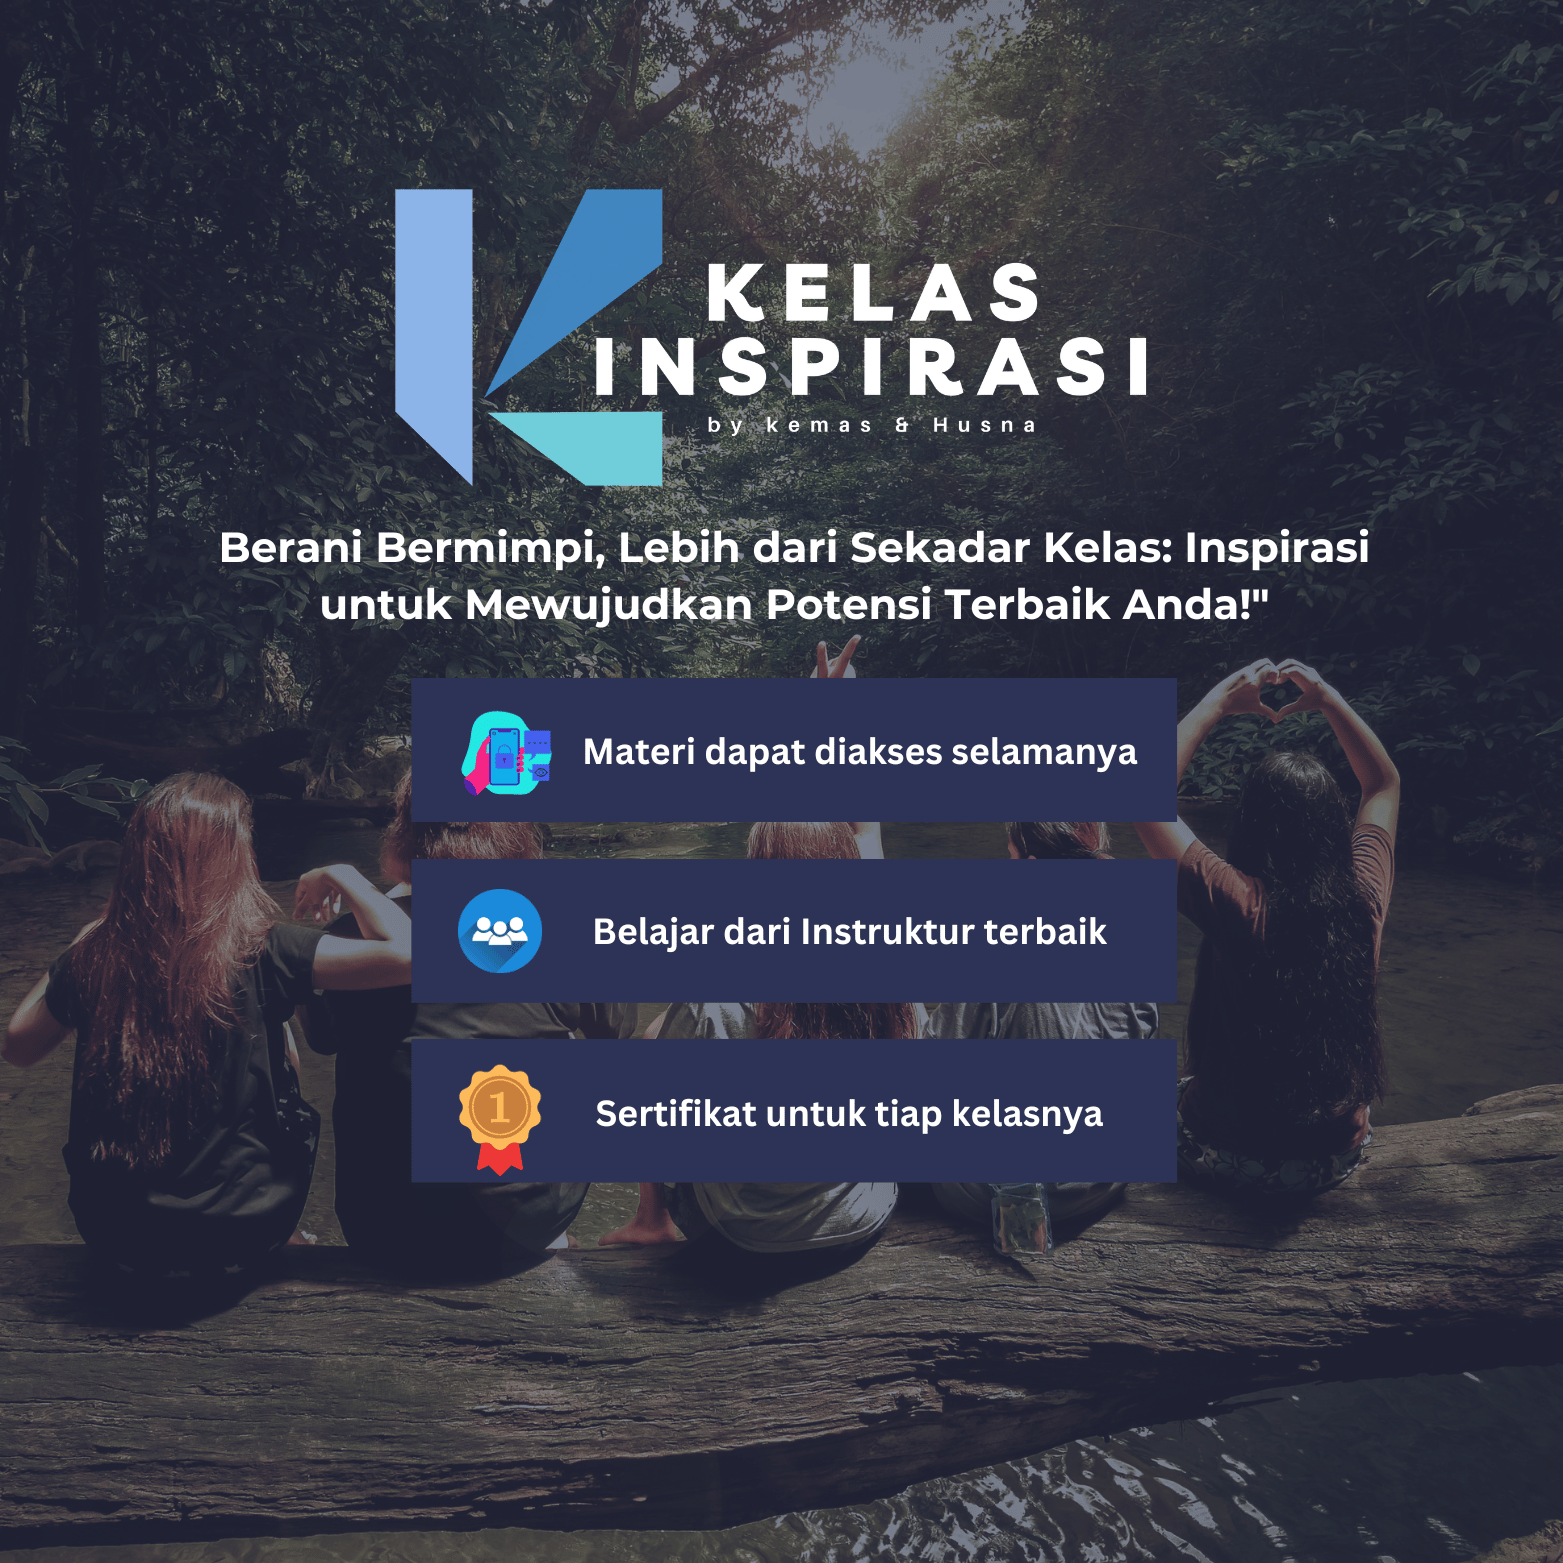 KELAS
INSPIRASI
by kemas & Husna
Berani Bermimpi, Lebih dari Sekadar Kelas: Inspirasi
untuk Mewujudkan Potensi Terbaik Anda!"
Materi dapat diakses selamanya
Belajar dari Instruktur terbaik
1
Sertifikat untuk tiap kelasnya